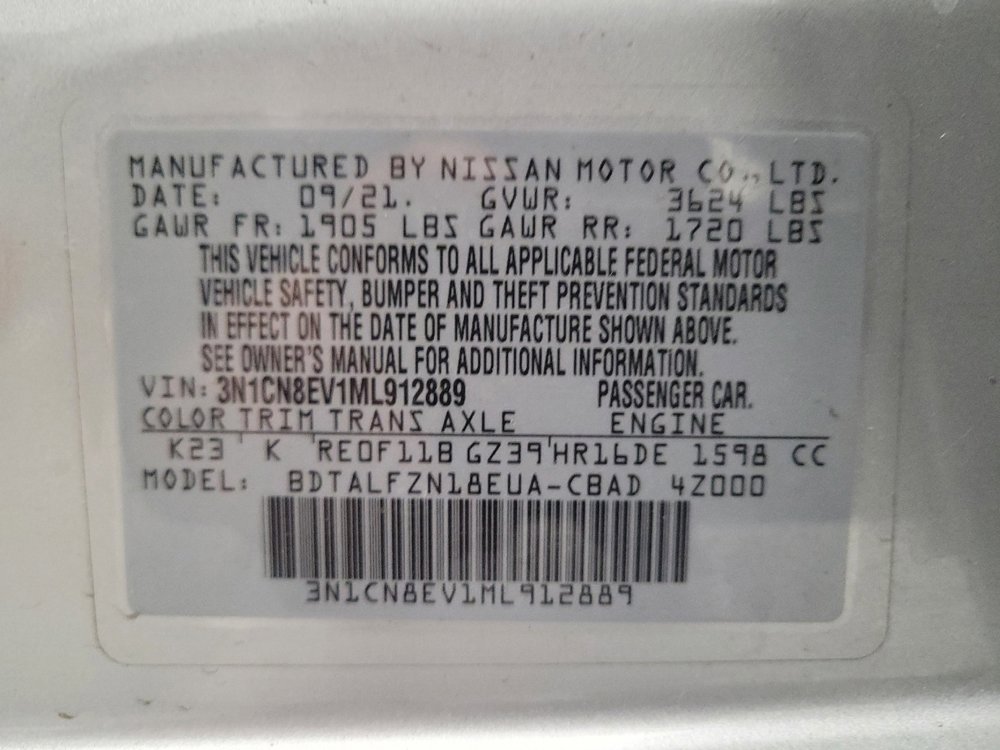 MANUFACTURED BY NISSAN MOTOR CO., LTD.
DATE: 09/21. GVWR: 3624 LBS
GAWR FR: 1905 LBS GAWR RR: 1720 LBS
THIS VEHICLE CONFORMS TO ALL APPLICABLE FEDERAL MOTOR
VEHICLE SAFETY, BUMPER AND THEFT PREVENTION STANDARDS
IN EFFECT ON THE DATE OF MANUFACTURE SHOWN ABOVE.
SEE OWNER'S MANUAL FOR ADDITIONAL INFORMATION.
VIN: 3N1CN8EV1ML912889 PASSENGER CAR.
COLOR TRIM TRANS AXLE ENGINE
K23 ' K 'RE0F11B GZ39'HR16DE 1598 CC
MODEL: BDTALFZN18EUA-CBAD 4Z000
3N1CN8EV1ML912889